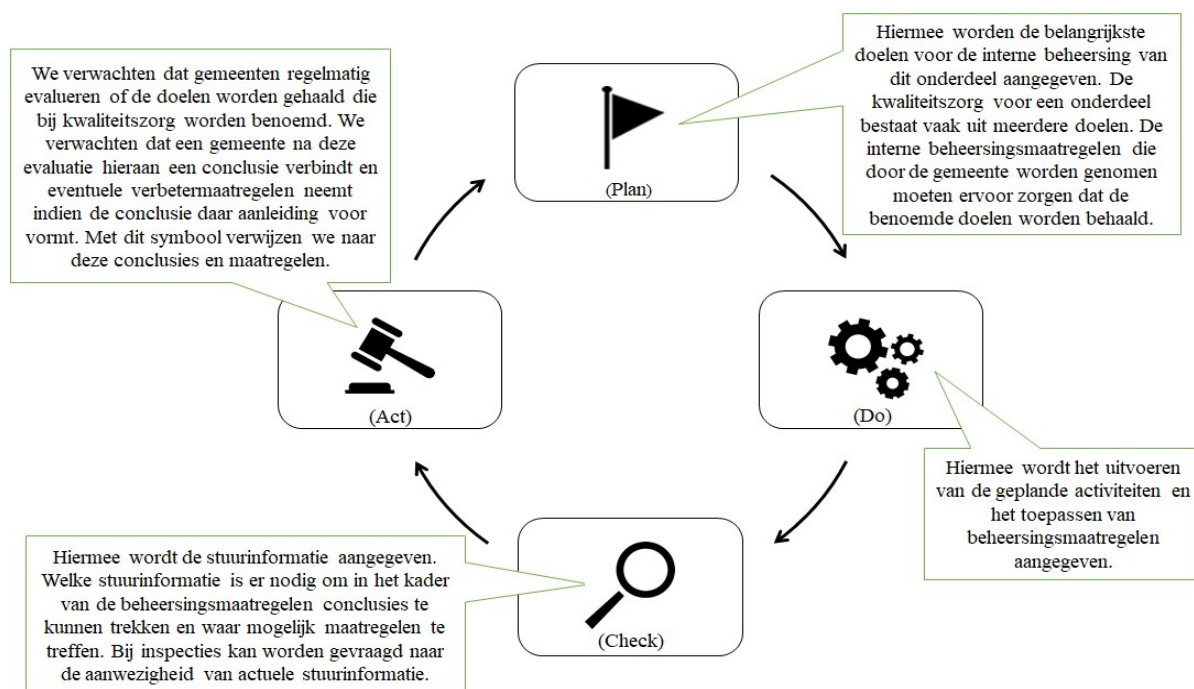 Hiermee worden de belangrijkste
doelen voor de interne beheersing van
dit onderdeel aangegeven. De
kwaliteitszorg voor een onderdeel
bestaat vaak uit meerdere doelen. De
interne beheersingsmaatregelen die
door de gemeente worden genomen
moeten ervoor zorgen dat de
benoemde doelen worden behaald.
(Plan)
We verwachten dat gemeenten regelmatig
evalueren of de doelen worden gehaald die
bij kwaliteitszorg worden benoemd. We
verwachten dat een gemeente na deze
evaluatie hieraan een conclusie verbindt en
eventuele verbetermaatregelen neemt
indien de conclusie daar aanleiding voor
vormt. Met dit symbool verwijzen we naar
deze conclusies en maatregelen.
(Act)
(Do)
Hiermee wordt het uitvoeren
van de geplande activiteiten en
het toepassen van
beheersingsmaatregelen
aangegeven.
Hiermee wordt de stuurinformatie aangegeven.
Welke stuurinformatie is er nodig om in het kader
van de beheersingsmaatregelen conclusies te
kunnen trekken en waar mogelijk maatregelen te
treffen. Bij inspecties kan worden gevraagd naar
de aanwezigheid van actuele stuurinformatie.
(Check)